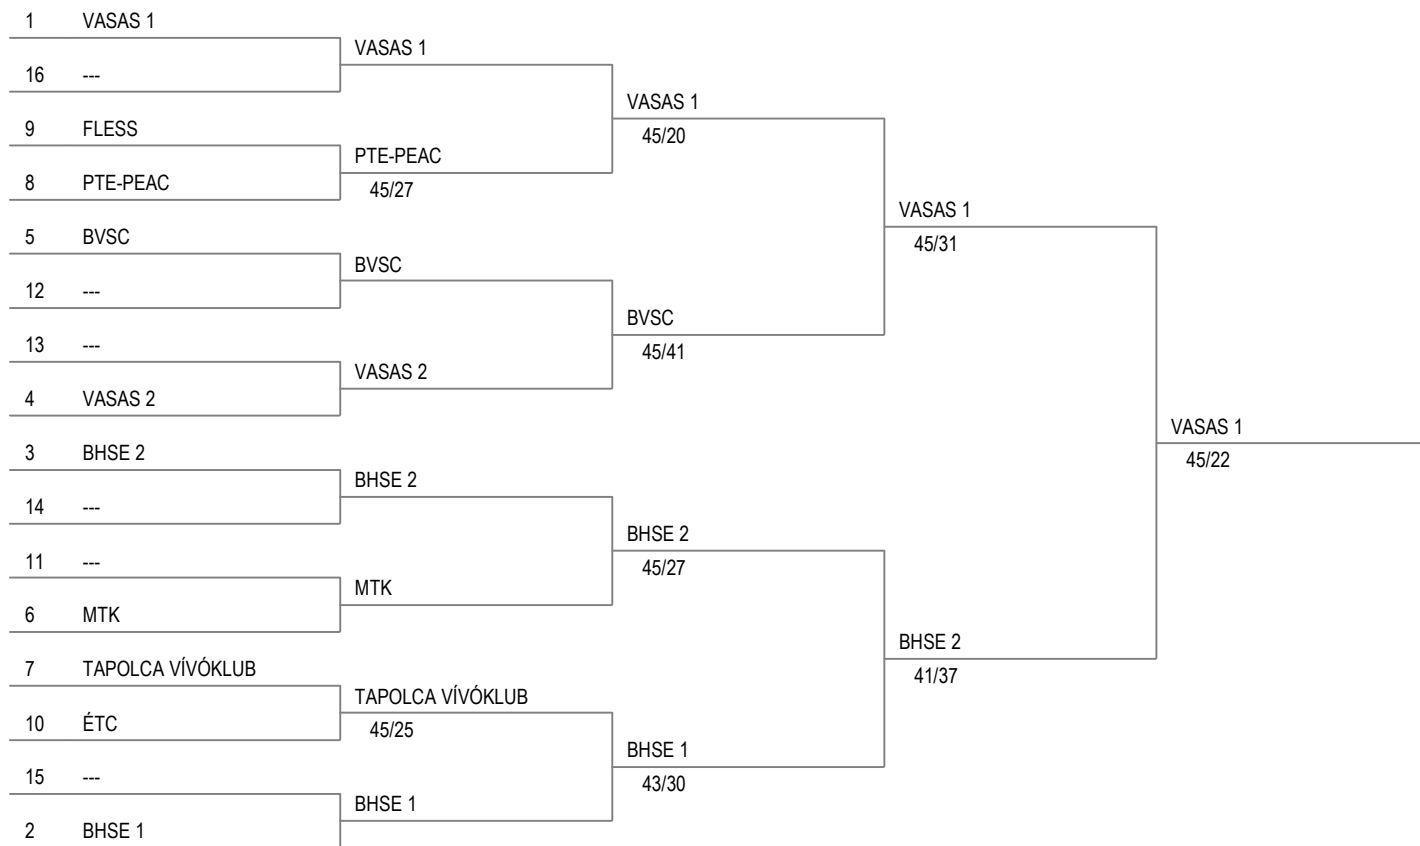 1 VASAS 1
16 ---
9 FLESS
8 PTE-PEAC
5 BVSC
12 ---
13 ---
4 VASAS 2
3 BHSE 2
14 ---
11 ---
6 MTK
7 TAPOLCA VÍVÓKLUB
10 ÉTC
15 ---
2 BHSE 1
VASAS 1
PTE-PEAC
45/27
BVSC
VASAS 2
BHSE 2
MTK
TAPOLCA VÍVÓKLUB
45/25
BHSE 1
VASAS 1
45/20
BVSC
45/41
BHSE 2
45/27
BHSE 1
43/30
VASAS 1
45/31
BHSE 2
41/37
VASAS 1
45/22